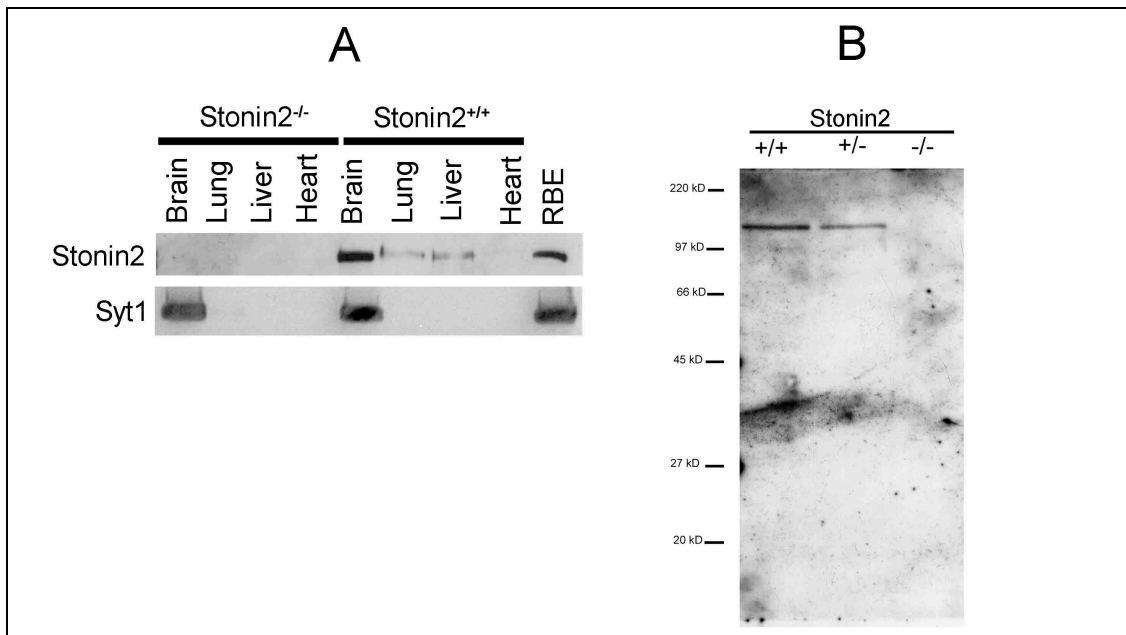 A
Stonin2-/-
Stonin2+/+
Brain
Lung
Liver
Heart
Brain
Lung
Liver
Heart
RBE
Stonin2
Syt1
B
Stonin2
+/+ +/- -/-
220 kD
97 kD
66 kD
45 kD
27 kD
20 kD